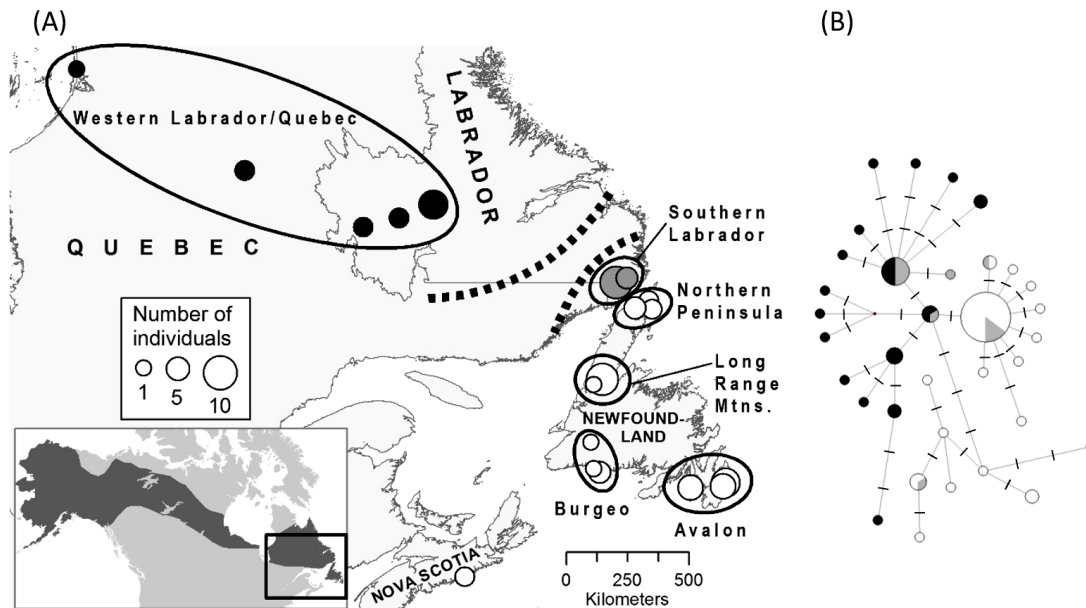 (A)
(B)
Western Labrador/Quebec
LABRADOR
QUEBEC
Southern
Labrador
Northern
Peninsula
Long
Range
Mtns.
NEWFOUND-
LAND
Burgeo
Avalon
NOVA SCOTIA
Number of
individuals
1 5 10
0 250 500
Kilometers